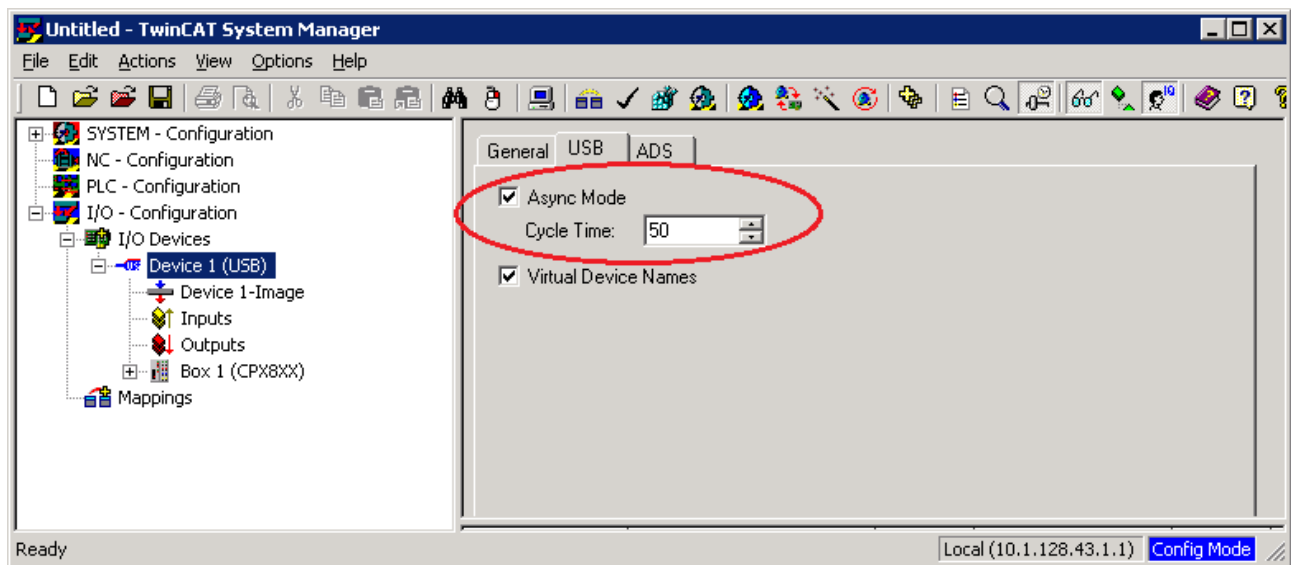 Untitled - TwinCAT System Manager
File Edit Actions View Options Help
SYSTEM - Configuration
NC - Configuration
PLC - Configuration
I/O - Configuration
I/O Devices
Device 1 (USB)
Device 1-Image
Inputs
Outputs
Box 1 (CPX8XX)
Mappings
General USB ADS
Async Mode
Cycle Time: 50
Virtual Device Names
Ready Local (10.1.128.43.1.1) Config Mode